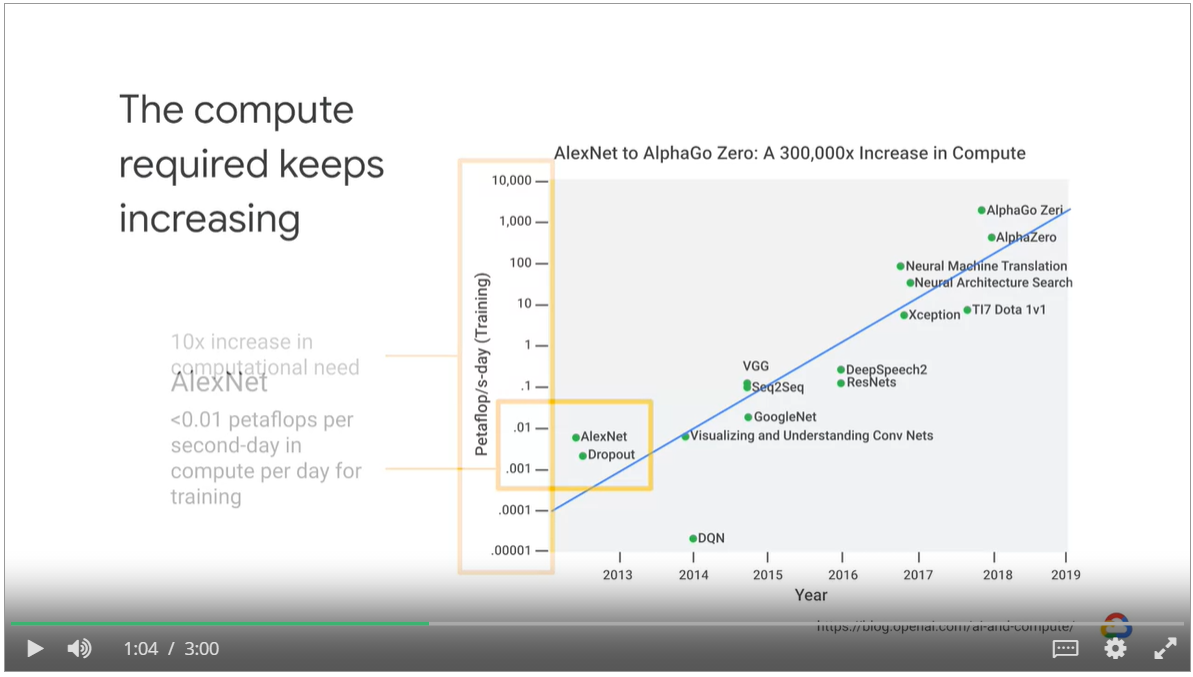 The compute
required keeps
increasing
10x increase in
computational need
AlexNet
<0.01 petaflops per
second-day in
compute per day for
training
AlexNet to AlphaGo Zero: A 300,000x Increase in Compute
Petaflop/s-day (Training)
10,000
1,000
100
10
1
.1
.01
.001
.0001
.00001
AlphaGo Zeri
AlphaZero
Neural Machine Translation
Neural Architecture Search
TI7 Dota 1v1
Xception
VGG
DeepSpeech2
ResNets
Seq2Seq
GoogleNet
AlexNet
Visualizing and Understanding Conv Nets
Dropout
DQN
2013 2014 2015 2016 2017 2018 2019
Year
https://blog.openai.com/ai-and-compute/
1:04 / 3:00